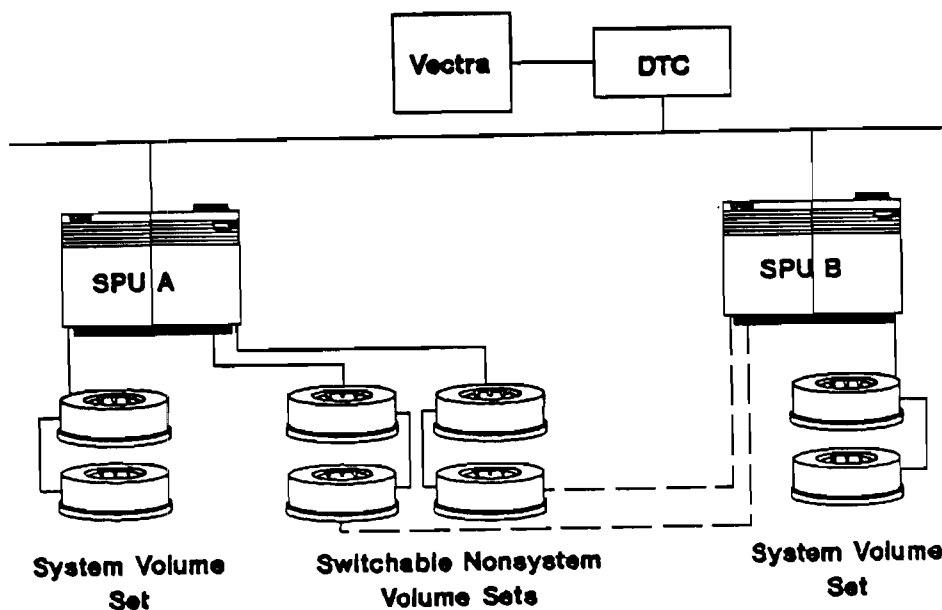 Vectra
DTC
SPU A
SPU B
System Volume
Set
Switchable Nonsystem
Volume Sets
System Volume
Set